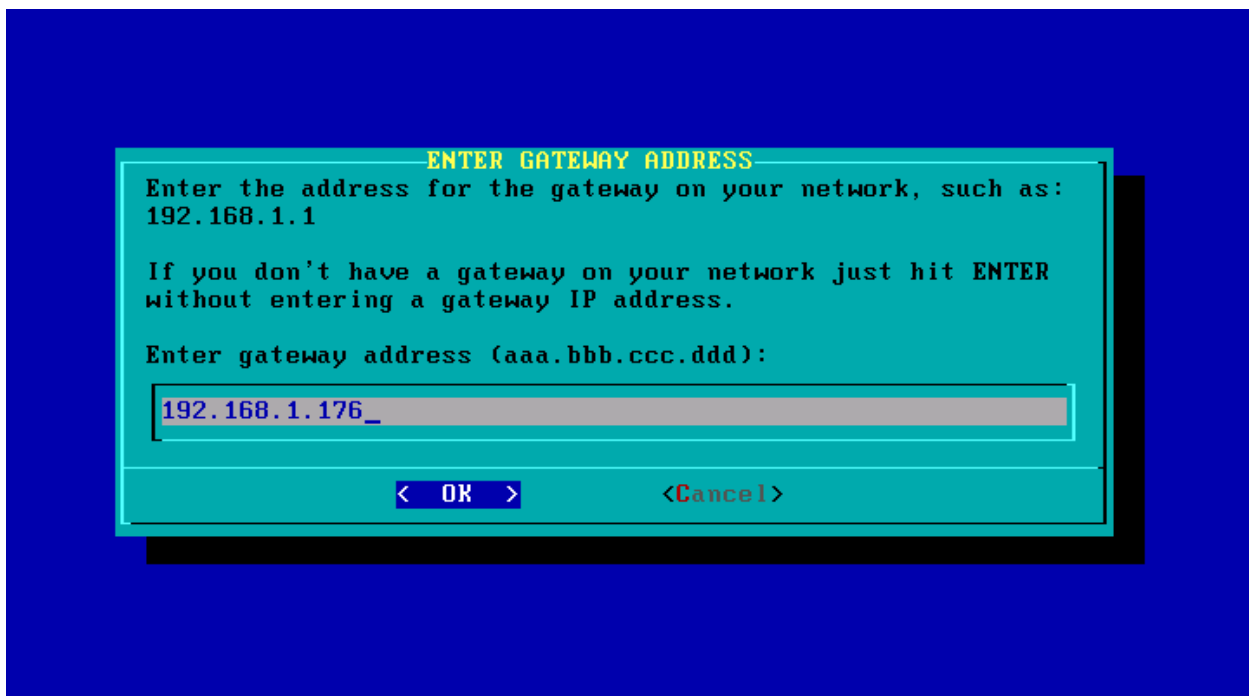 ENTER GATEWAY ADDRESS
Enter the address for the gateway on your network, such as:
192.168.1.1
If you don't have a gateway on your network just hit ENTER
without entering a gateway IP address.
Enter gateway address (aaa.bbb.ccc.ddd):
192.168.1.176_
< OK > <Cancel>